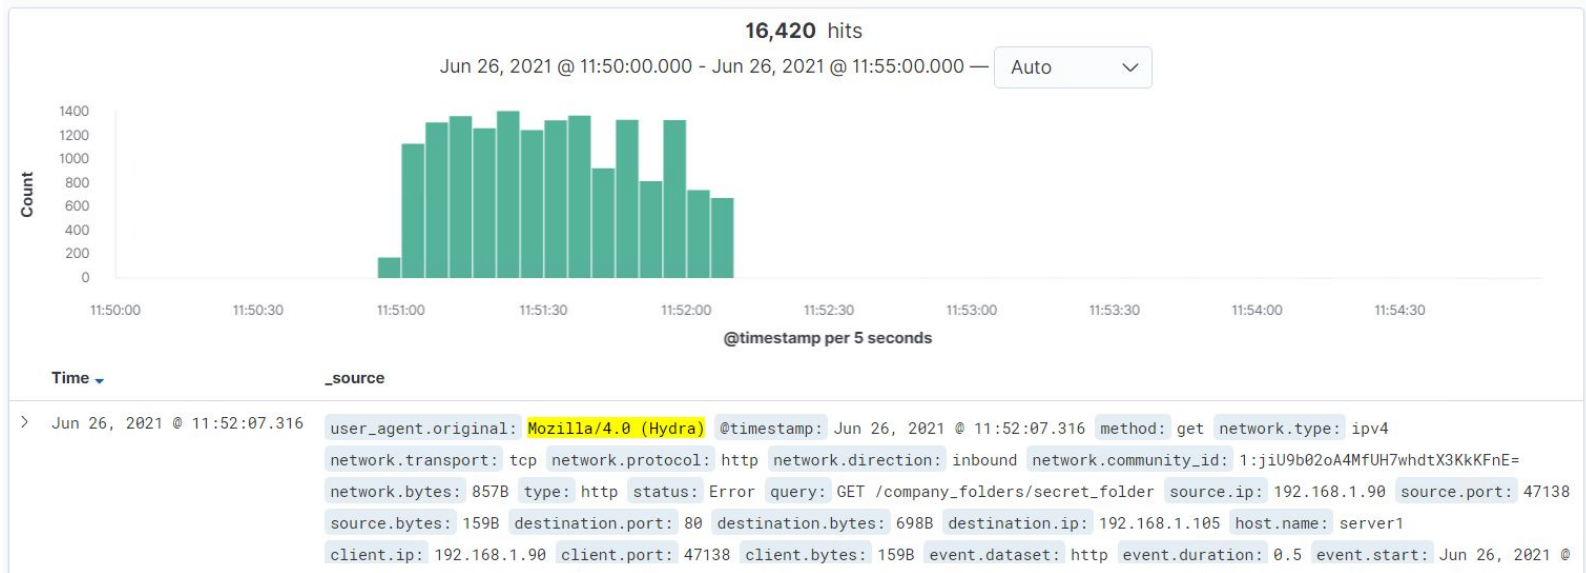 16,420 hits
Jun 26, 2021 @ 11:50:00.000 - Jun 26, 2021 @ 11:55:00.000 — Auto
1400
1200
1000
800
600
400
200
0
Count
11:50:00 11:50:30 11:51:00 11:51:30 11:52:00 11:52:30 11:53:00 11:53:30 11:54:00 11:54:30
@timestamp per 5 seconds
Time _source
Jun 26, 2021 @ 11:52:07.316 user_agent.original: Mozilla/4.0 (Hydra) @timestamp: Jun 26, 2021 @ 11:52:07.316 method: get network.type: ipv4
network.transport: tcp network.protocol: http network.direction: inbound network.community_id: 1:jiU9b02oA4MfUH7whdtX3KkKFnE=
network.bytes: 857B type: http status: Error query: GET /company_folders/secret_folder source.ip: 192.168.1.90 source.port: 47138
source.bytes: 159B destination.port: 80 destination.bytes: 698B destination.ip: 192.168.1.105 host.name: server1
client.ip: 192.168.1.90 client.port: 47138 client.bytes: 159B event.dataset: http event.duration: 0.5 event.start: Jun 26, 2021 @